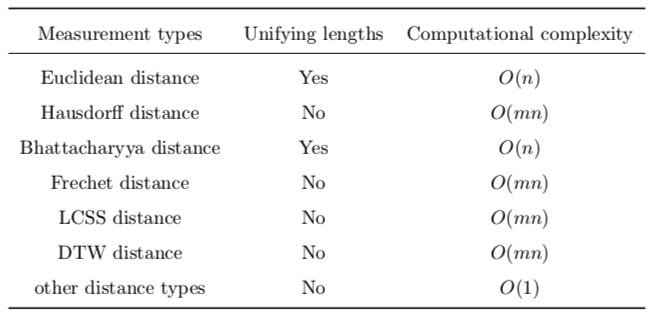 Measurement types Unifying lengths Computational complexity
Euclidean distance Yes O(n)
Hausdorff distance No O(mn)
Bhattacharyya distance Yes O(n)
Frechet distance No O(mn)
LCSS distance No O(mn)
DTW distance No O(mn)
other distance types No O(1)